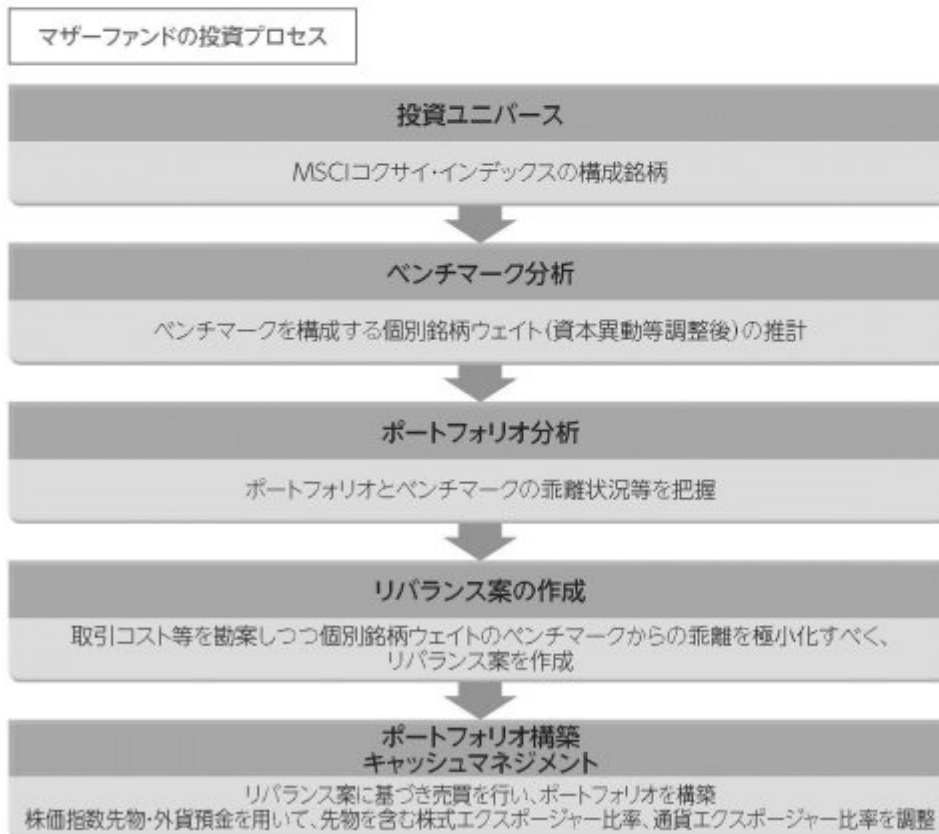 マザーファンドの投資プロセス
投資ユニバース
MSCIコクサイ・インデックスの構成銘柄
ベンチマーク分析
ベンチマークを構成する個別銘柄ウェイト(資本異動等調整後)の推計
ポートフォリオ分析
ポートフォリオとベンチマークの乖離状況等を把握
リバランス案の作成
取引コスト等を勘案しつつ個別銘柄ウェイトのベンチマークからの乖離を極小化すべく、
リバランス案を作成
ポートフォリオ構築
キャッシュマネジメント
リバランス案に基づき売買を行い、ポートフォリオを構築
株価指数先物・外貨預金を用いて、先物を含む株式エクスポージャー比率、通貨エクスポージャー比率を調整